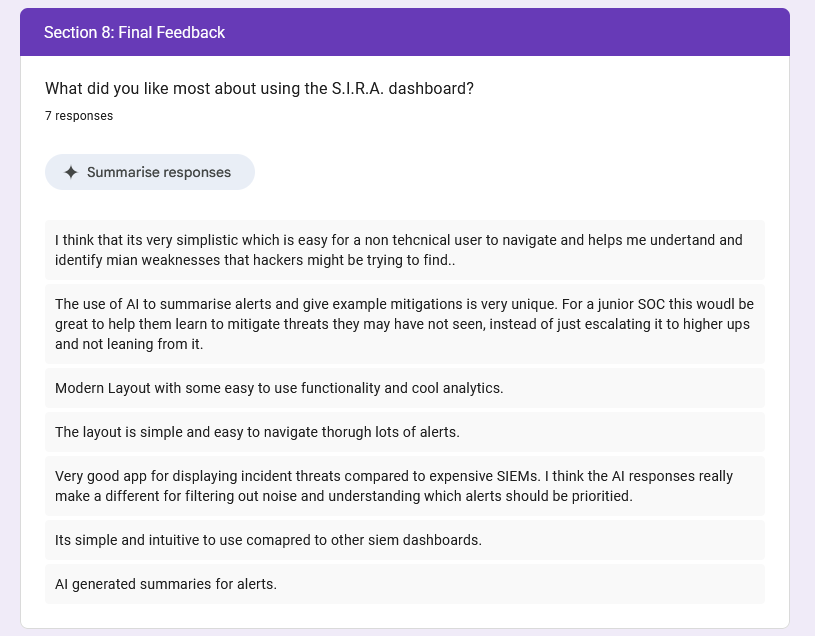 Section 8: Final Feedback
What did you like most about using the S.I.R.A. dashboard?
7 responses
Summarise responses
I think that its very simplistic which is easy for a non tehcnical user to navigate and helps me undertand and
identify mian weaknesses that hackers might be trying to find..
The use of AI to summarise alerts and give example mitigations is very unique. For a junior SOC this woudl be
great to help them learn to mitigate threats they may have not seen, instead of just escalating it to higher ups
and not leaning from it.
Modern Layout with some easy to use functionality and cool analytics.
The layout is simple and easy to navigate thorugh lots of alerts.
Very good app for displaying incident threats compared to expensive SIEMs. I think the AI responses really
make a different for filtering out noise and understanding which alerts should be prioritied.
Its simple and intuitive to use comapred to other siem dashboards.
AI generated summaries for alerts.